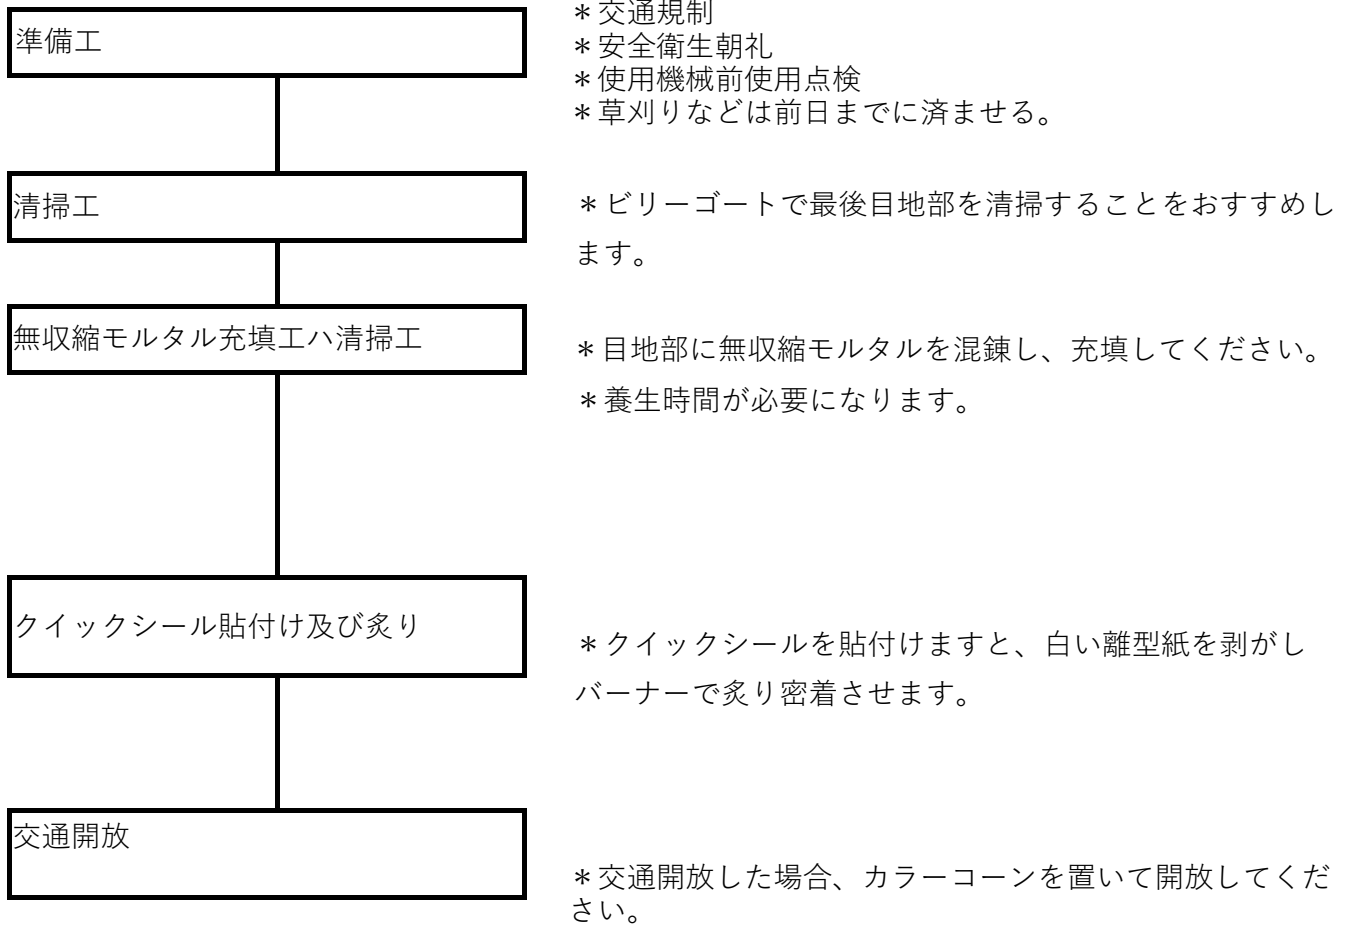 準備工
＊交通規制
＊安全衛生朝礼
＊使用機械前使用点検
＊草刈りなどは前日までに済ませる。
清掃工
＊ビリーゴートで最後目地部を清掃することをおすすめし
ます。
無収縮モルタル充填工ハ清掃工
＊目地部に無収縮モルタルを混錬し、充填してください。
＊養生時間が必要になります。
クイックシール貼付け及び炙り
＊クイックシールを貼付けますと、白い離型紙を剥がし
バーナーで炙り密着させます。
交通開放
＊交通開放した場合、カラーコーンを置いて開放してくだ
さい。